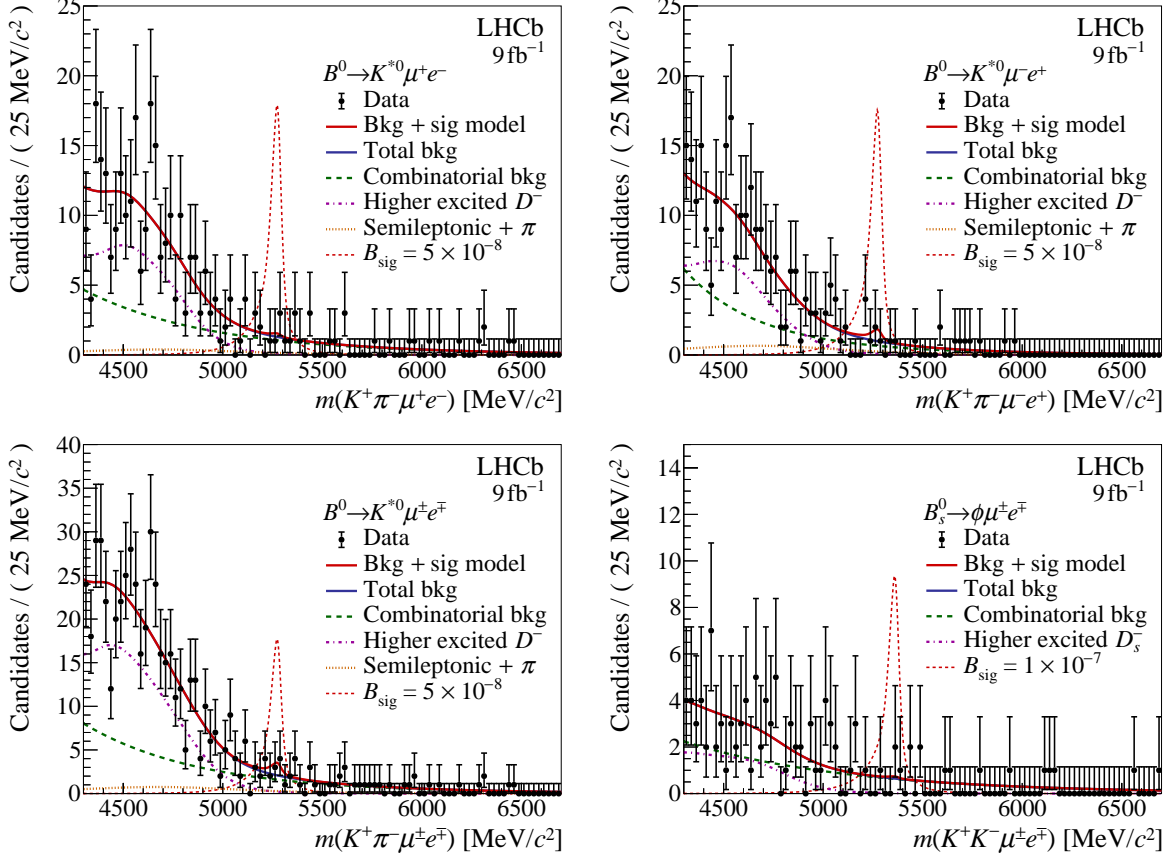 LHCb
9 fb⁻¹
B⁰→K*⁰μ⁺e⁻
Data
Bkg + sig model
Total bkg
Combinatorial bkg
Higher excited D⁻
Semileptonic + π
B_sig = 5 × 10⁻⁸
Candidates / ( 25 MeV/c²)
25
20
15
10
5
0
4500 5000 5500 6000 6500
m(K⁺π⁻μ⁺e⁻) [MeV/c²]
LHCb
9 fb⁻¹
B⁰→K*⁰μ⁻e⁺
Data
Bkg + sig model
Total bkg
Combinatorial bkg
Higher excited D⁻
Semileptonic + π
B_sig = 5 × 10⁻⁸
Candidates / ( 25 MeV/c²)
25
20
15
10
5
0
4500 5000 5500 6000 6500
m(K⁺π⁻μ⁻e⁺) [MeV/c²]
LHCb
9 fb⁻¹
B⁰→K*⁰μ±e∓
Data
Bkg + sig model
Total bkg
Combinatorial bkg
Higher excited D⁻
Semileptonic + π
B_sig = 5 × 10⁻⁸
Candidates / ( 25 MeV/c²)
40
35
30
25
20
15
10
5
0
4500 5000 5500 6000 6500
m(K⁺π⁻μ±e∓) [MeV/c²]
LHCb
9 fb⁻¹
B⁰_s→φμ±e∓
Data
Bkg + sig model
Total bkg
Combinatorial bkg
Higher excited D⁻_s
B_sig = 1 × 10⁻⁷
Candidates / ( 25 MeV/c²)
14
12
10
8
6
4
2
0
4500 5000 5500 6000 6500
m(K⁺K⁻μ±e∓) [MeV/c²]